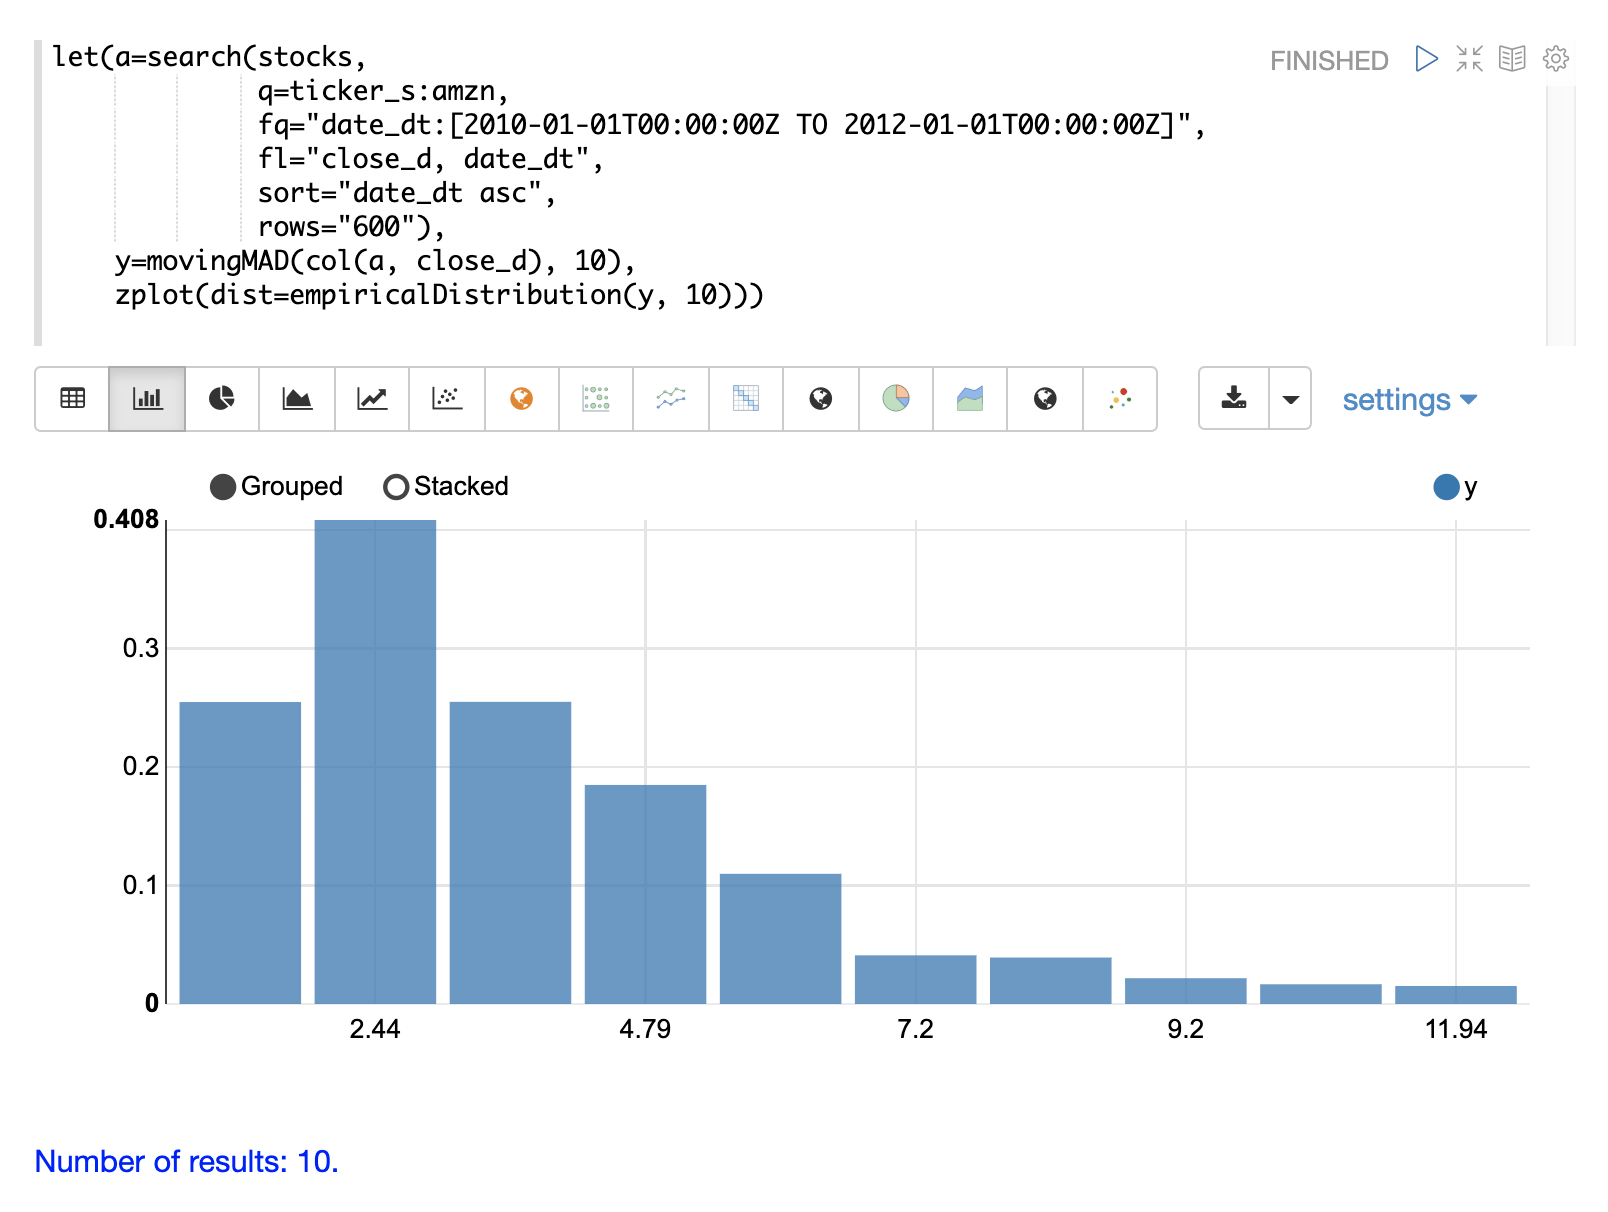 let(a=search(stocks,
q=ticker_s:amzn,
fq="date_dt:[2010-01-01T00:00:00Z TO 2012-01-01T00:00:00Z]",
fl="close_d, date_dt",
sort="date_dt asc",
rows="600"),
y=movingMAD(col(a, close_d), 10),
zplot(dist=empiricalDistribution(y, 10)))
FINISHED
settings
Grouped Stacked y
0.408
0.3
0.2
0.1
0
2.44 4.79 7.2 9.2 11.94
Number of results: 10.